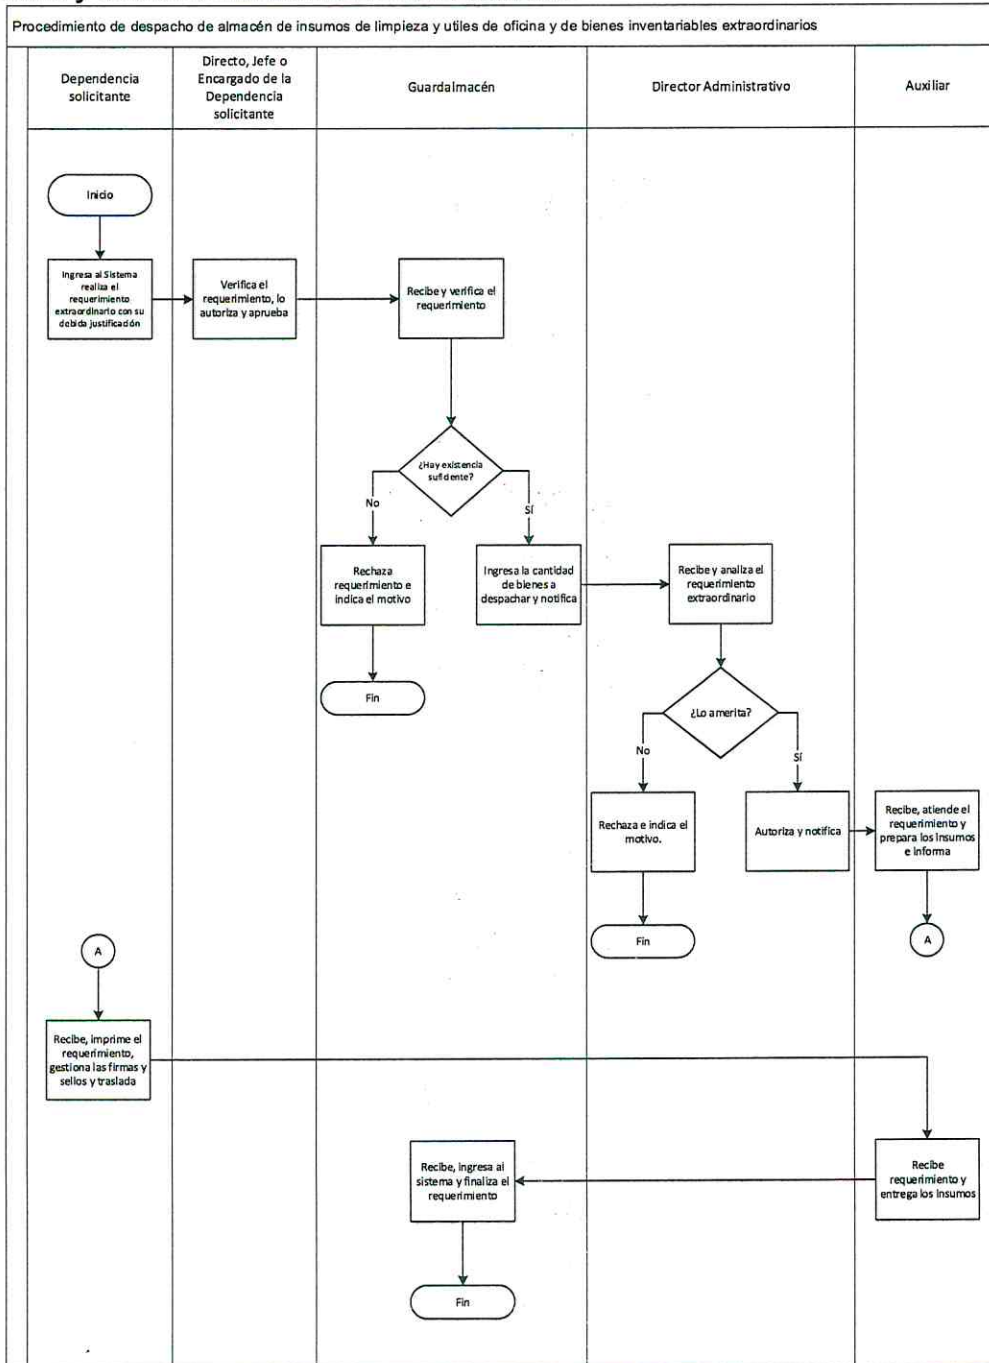 Procedimiento de despacho de almacén de insumos de limpieza y utiles de oficina y de bienes inventariables extraordinarios
Dependencia
solicitante
Directo, Jefe o
Encargado de la
Dependencia
solicitante
Guardalmacén
Director Administrativo
Auxiliar
Inicio
Ingresa al Sistema
realiza el
requerimiento
extraordinario con su
debida justificación
Verifica el
requerimiento, lo
autoriza y aprueba
Recibe y verifica el
requerimiento
¿Hay existencia
suficiente?
No
Sí
Rechaza
requerimiento e
indica el motivo
Ingresa la cantidad
de bienes a
despachar y notifica
Recibe y analiza el
requerimiento
extraordinario
Fin
¿Lo amerita?
No
Sí
Rechaza e indica el
motivo.
Autoriza y notifica
Recibe, atiende el
requerimiento y
prepara los insumos
e informa
Fin
A
A
Recibe, imprime el
requerimiento,
gestiona las firmas y
sellos y traslada
Recibe, ingresa al
sistema y finaliza el
requerimiento
Recibe
requerimiento y
entrega los insumos
Fin